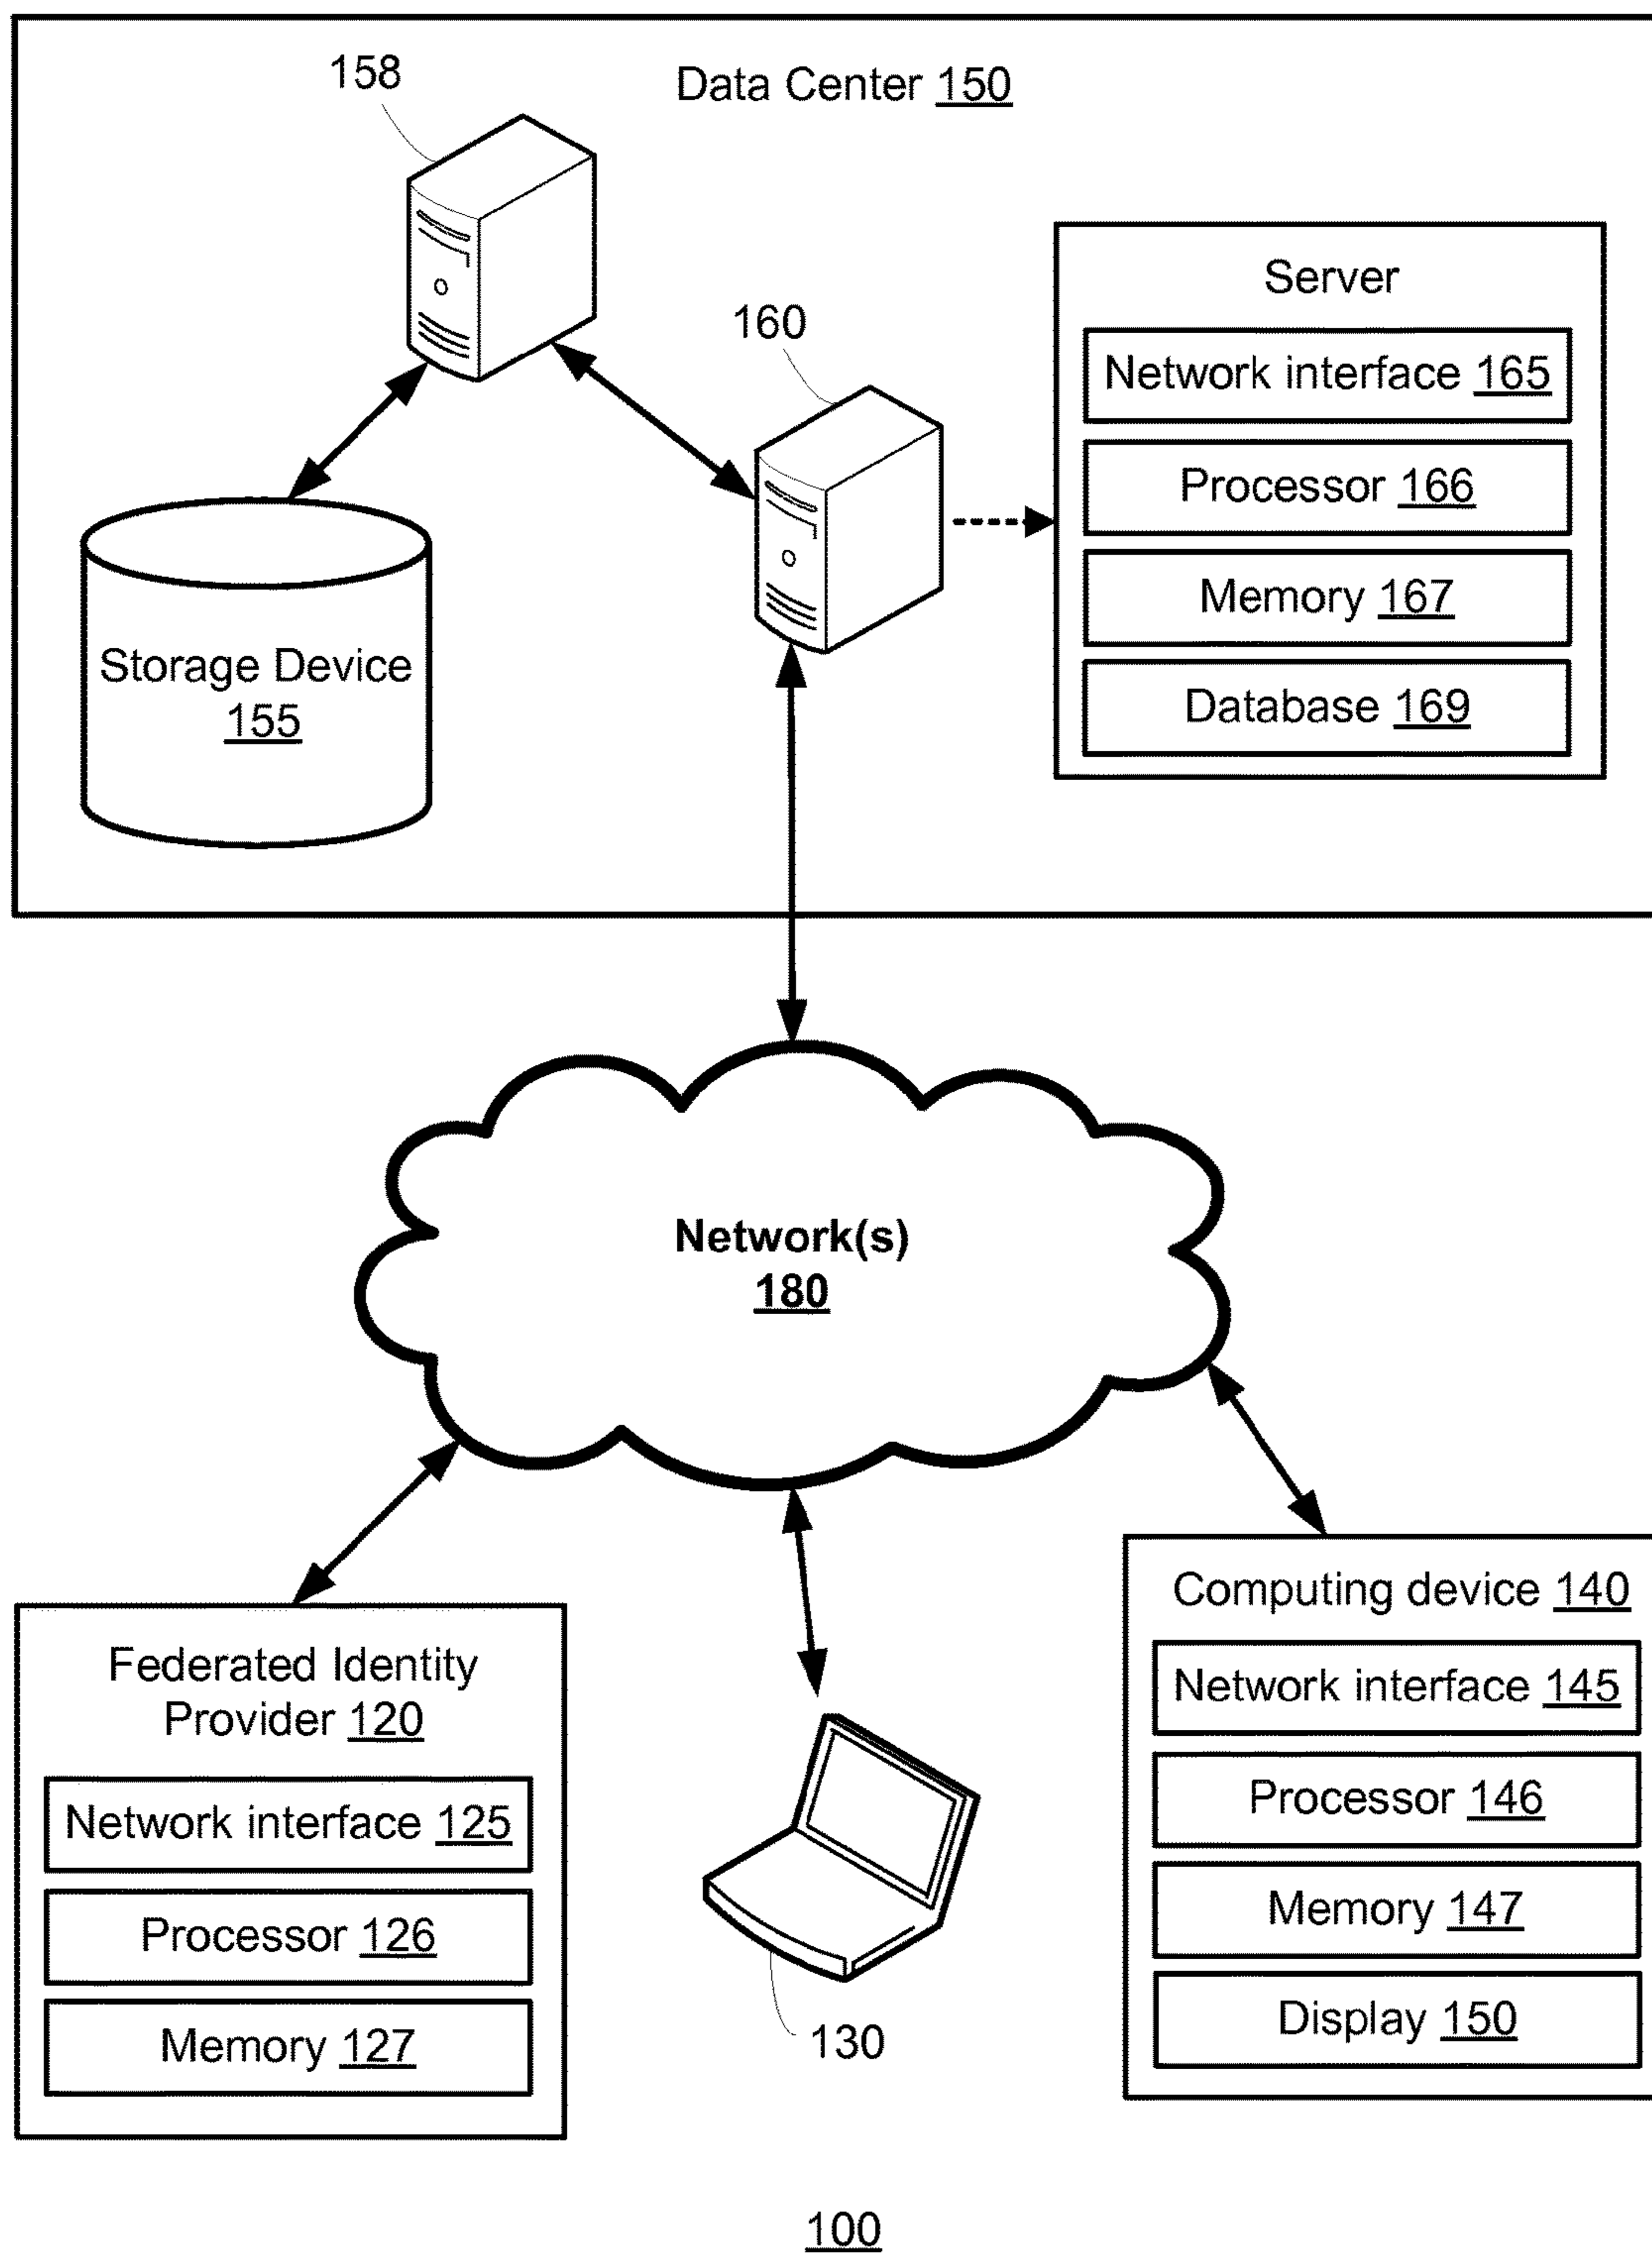 158
Data Center 150
160
Server
Network interface 165
Processor 166
Memory 167
Database 169
Storage Device
155
Network(s)
180
Federated Identity
Provider 120
Network interface 125
Processor 126
Memory 127
130
Computing device 140
Network interface 145
Processor 146
Memory 147
Display 150
100